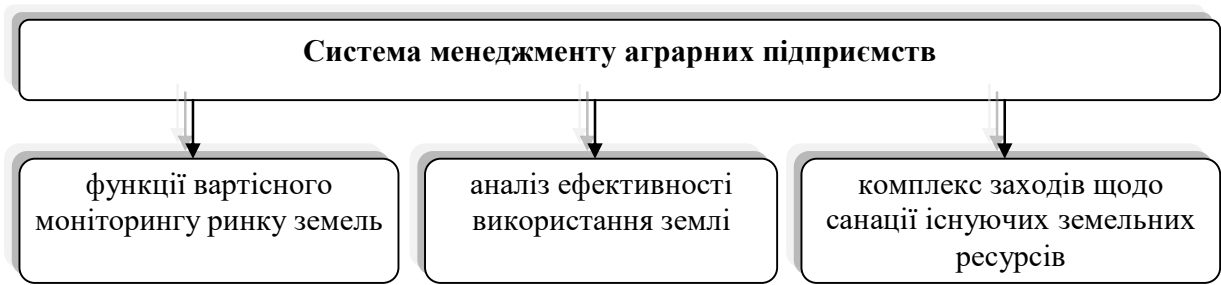 Система менеджменту аграрних підприємств
функції вартісного
моніторингу ринку земель
аналіз ефективності
використання землі
комплекс заходів щодо
санації існуючих земельних
ресурсів